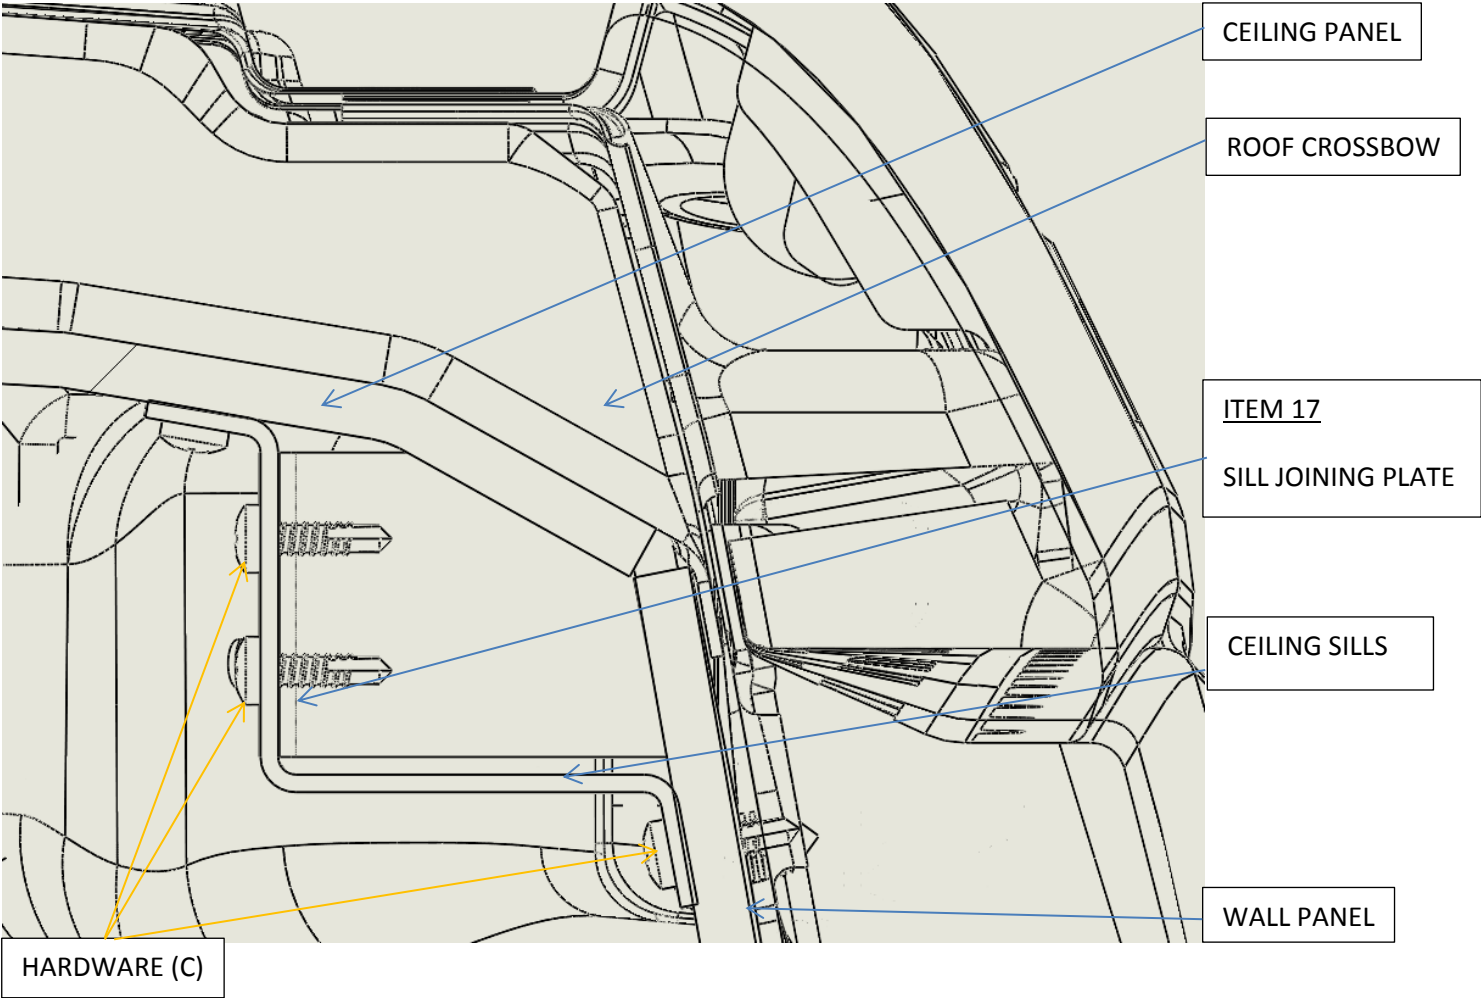 CEILING PANEL
ROOF CROSSBOW
ITEM 17
SILL JOINING PLATE
CEILING SILLS
WALL PANEL
HARDWARE (C)